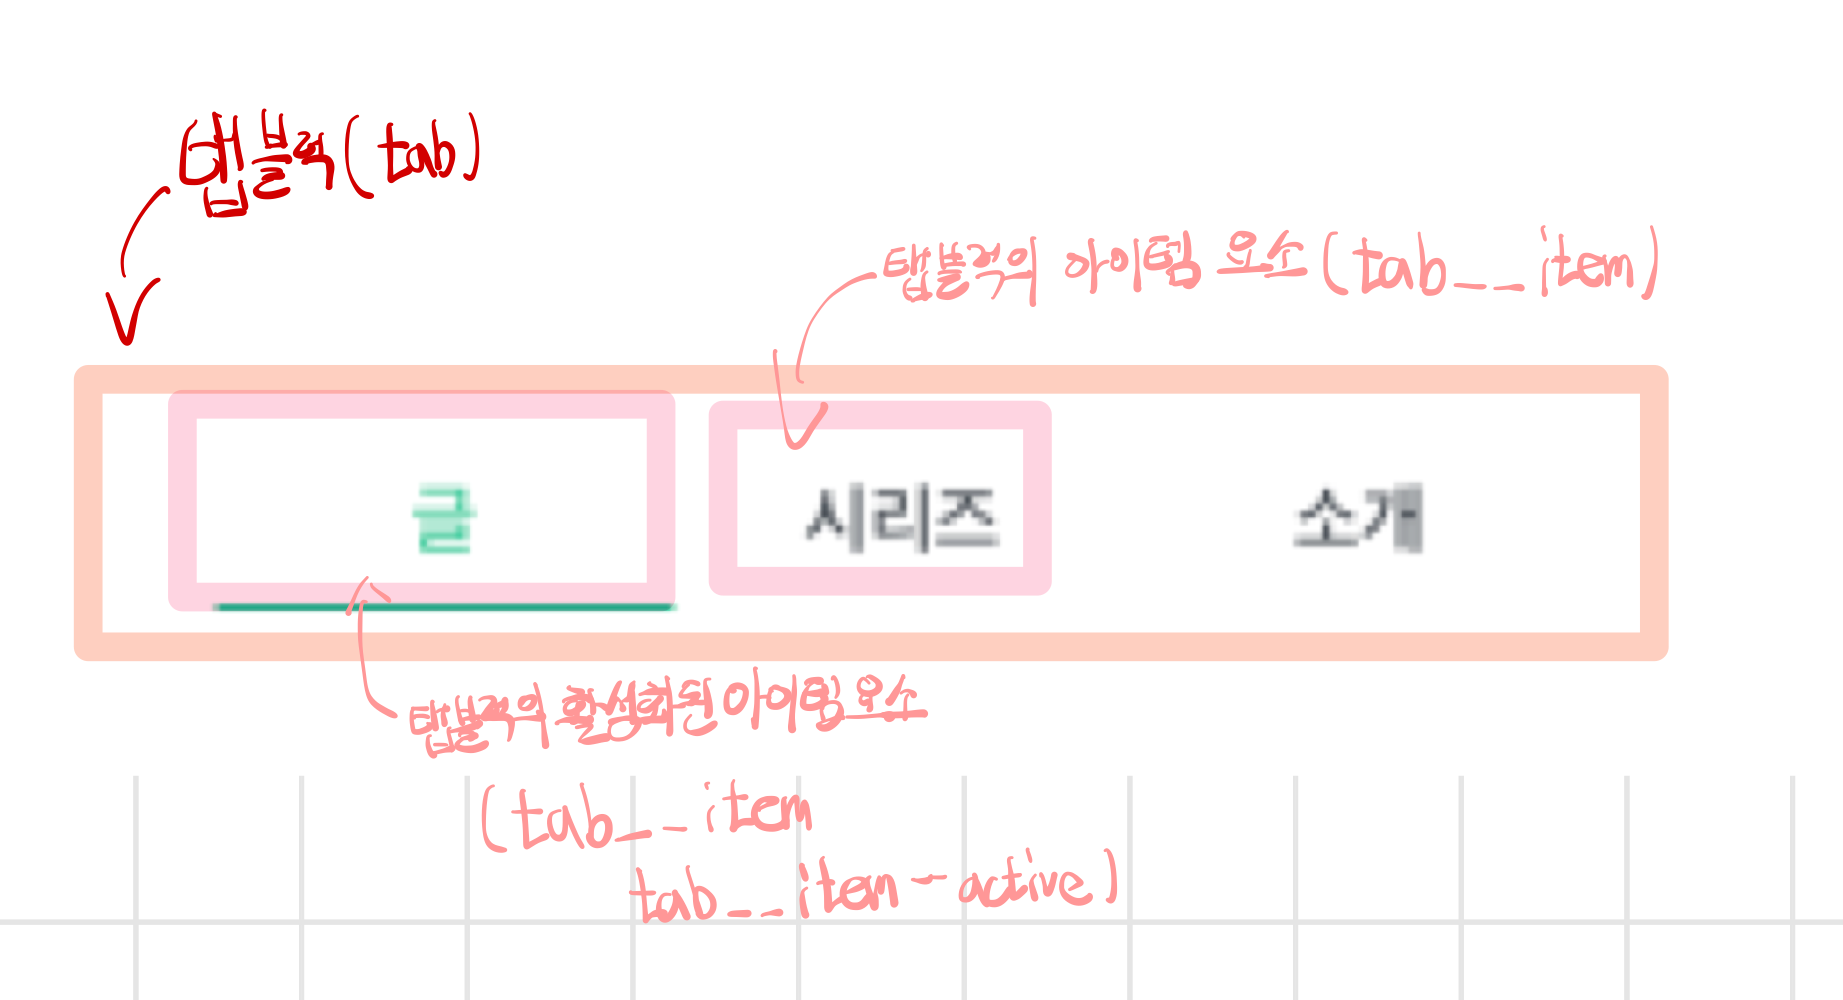 탭블럭(tab)
탭블럭의 아이템 요소(tab__item)
글 시리즈 소개
탭블럭의 활성화된 아이템 요소
(tab__item
tab__item-active)